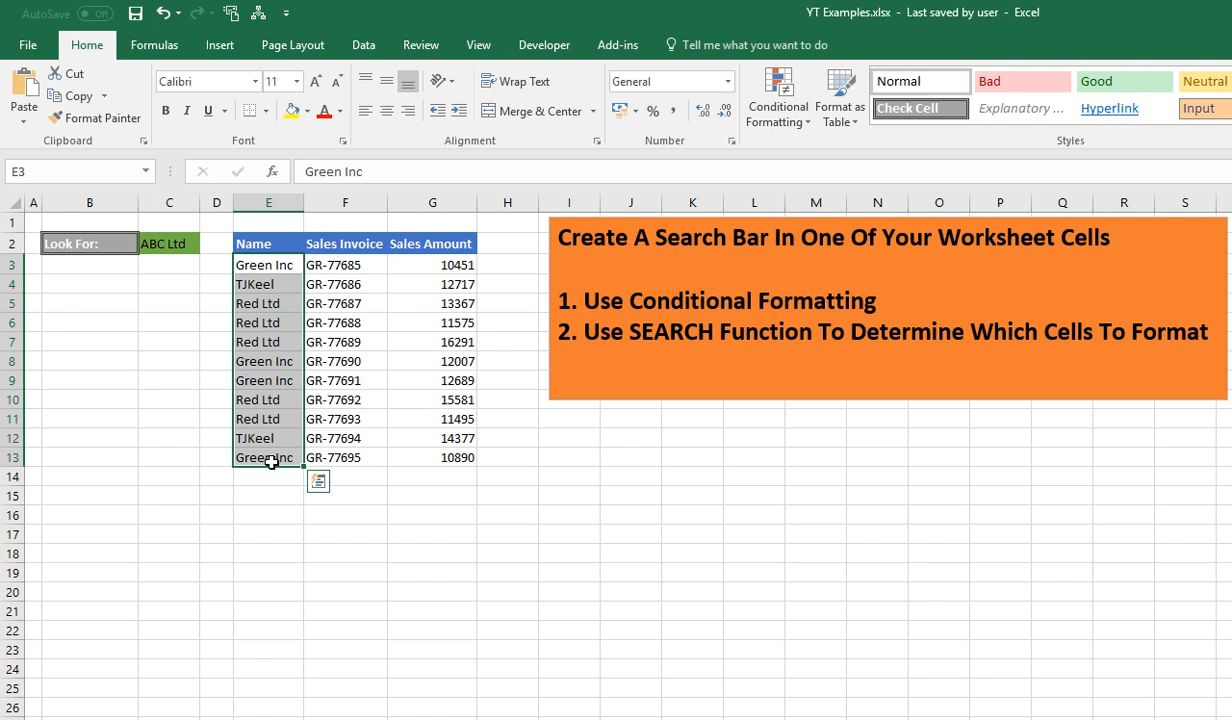 AutoSave Off
YT Examples.xlsx - Last saved by user - Excel
File Home Formulas Insert Page Layout Data Review View Developer Add-ins Tell me what you want to do
Paste
Cut
Copy
Format Painter
Clipboard
Calibri 11
B I U
Font
Wrap Text
Merge & Center
Alignment
General
Number
Conditional Formatting
Format as Table
Normal Bad Good Neutral
Check Cell Explanatory ... Hyperlink Input
Styles
E3 fx Green Inc
A B C D E F G H I J K L M N O P Q R S
1
2 Look For: ABC Ltd Name Sales Invoice Sales Amount
3 Green Inc GR-77685 10451
4 TJKeel GR-77686 12717
5 Red Ltd GR-77687 13367
6 Red Ltd GR-77688 11575
7 Red Ltd GR-77689 16291
8 Green Inc GR-77690 12007
9 Green Inc GR-77691 12689
10 Red Ltd GR-77692 15581
11 Red Ltd GR-77693 11495
12 TJKeel GR-77694 14377
13 Green Inc GR-77695 10890
14
15
16
17
18
19
20
21
22
23
24
25
26
Create A Search Bar In One Of Your Worksheet Cells
1. Use Conditional Formatting
2. Use SEARCH Function To Determine Which Cells To Format